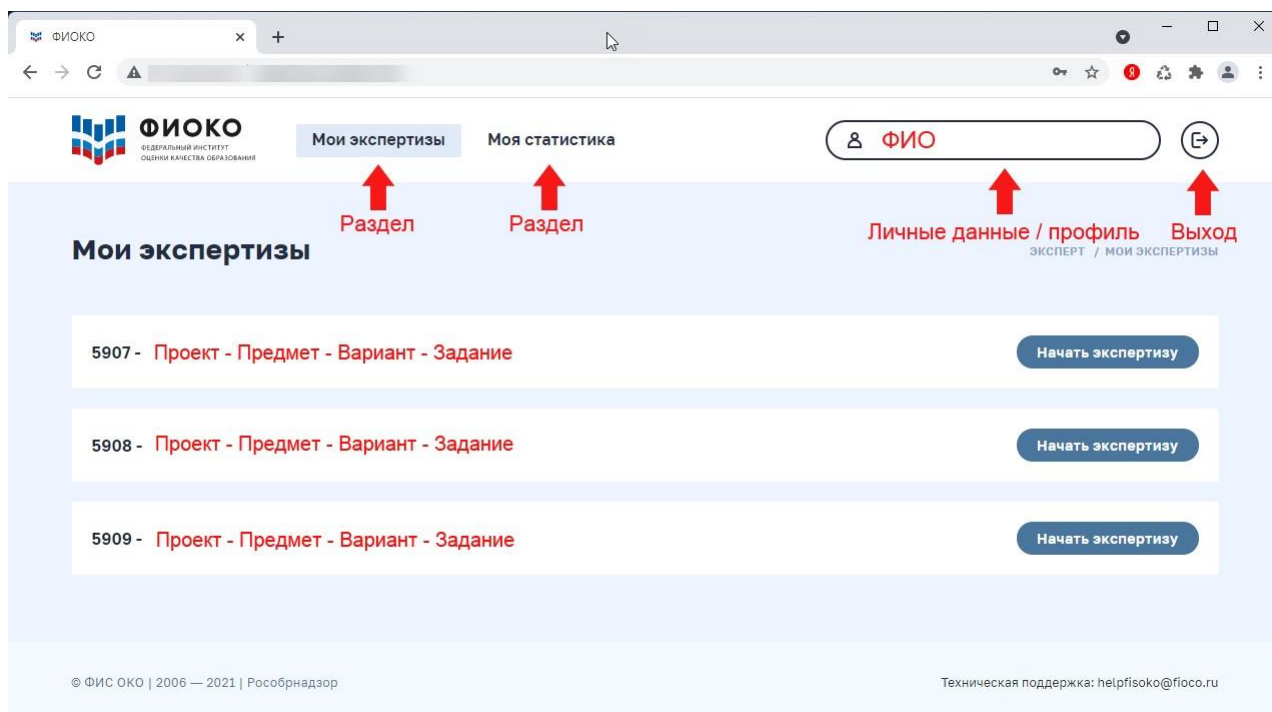 ФИОКО
ФИОКО
ФЕДЕРАЛЬНЫЙ ИНСТИТУТ
ОЦЕНКИ КАЧЕСТВА ОБРАЗОВАНИЯ
Мои экспертизы
Моя статистика
ФИО
Я
Раздел
Раздел
Личные данные / профиль
Выход
Мои экспертизы
ЭКСПЕРТ / МОИ ЭКСПЕРТИЗЫ
5907 - Проект - Предмет - Вариант - Задание
Начать экспертизу
5908 - Проект - Предмет - Вариант - Задание
Начать экспертизу
5909 - Проект - Предмет - Вариант - Задание
Начать экспертизу
© ФИС ОКО | 2006 — 2021 | Рособрнадзор
Техническая поддержка: helpfisoko@fioco.ru